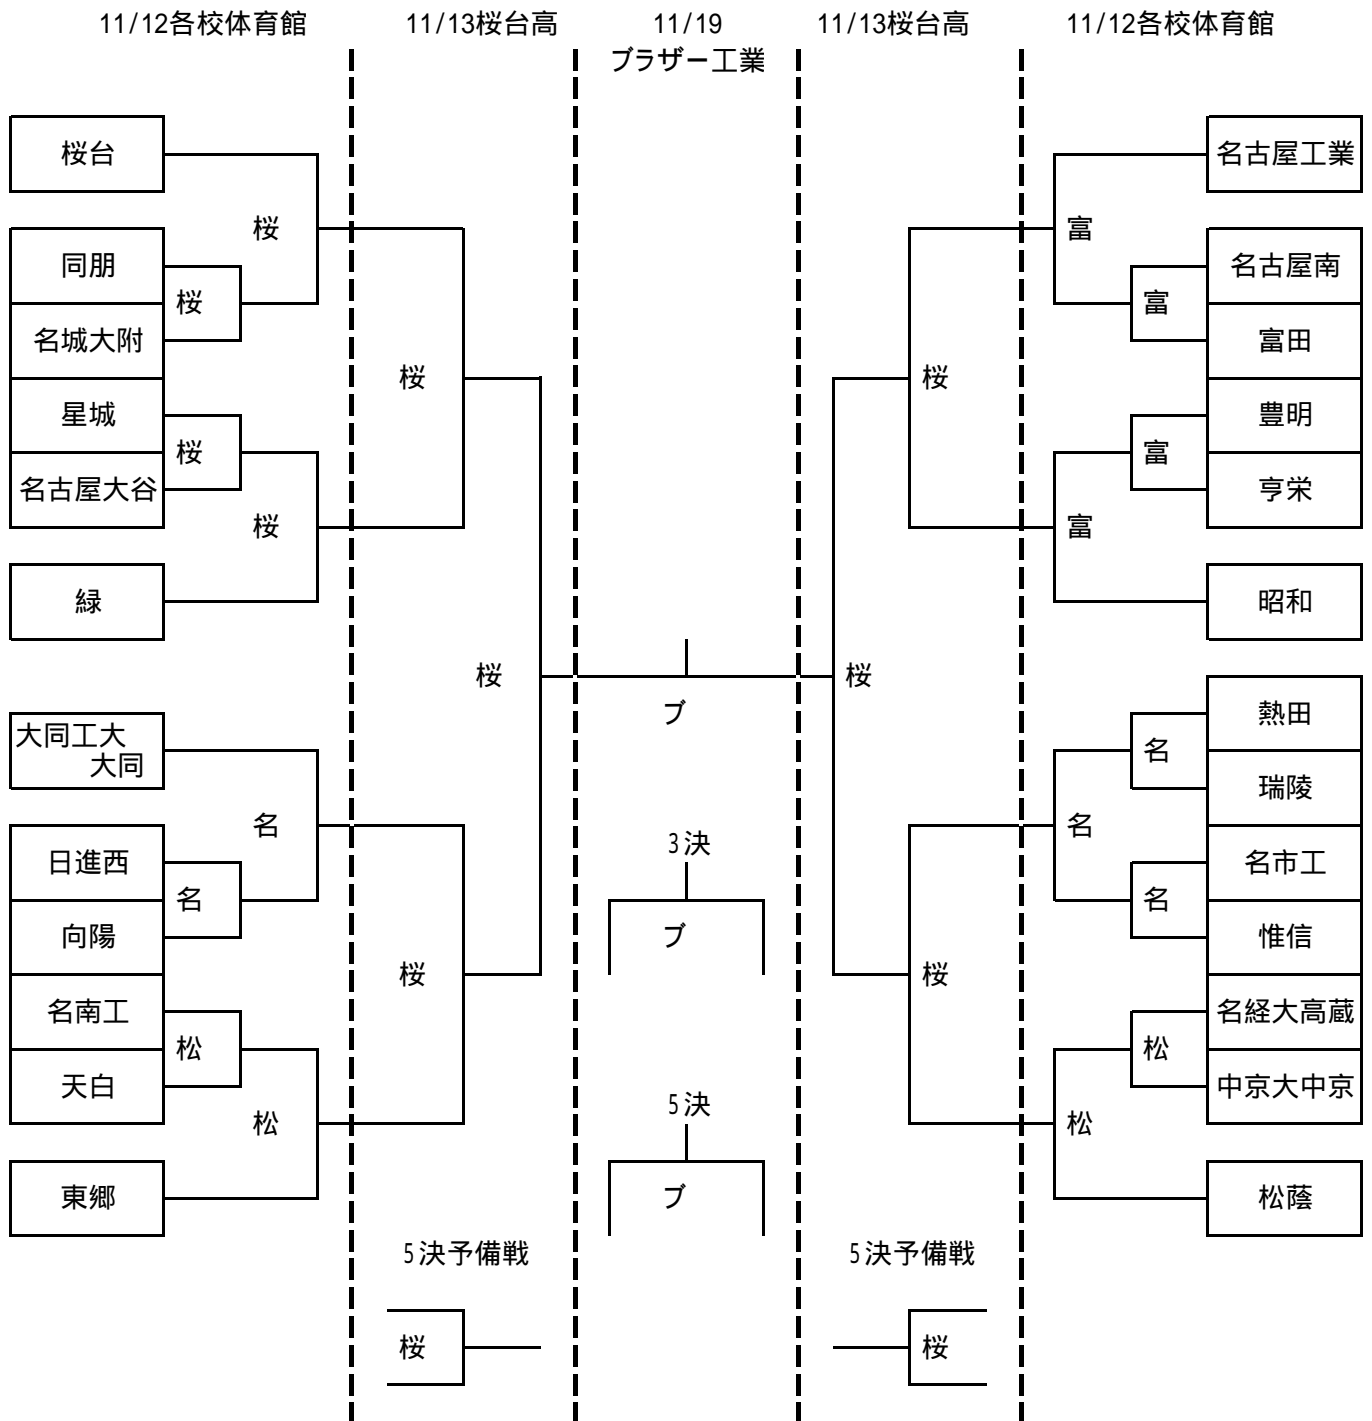 11/12各校体育館
11/13桜台高
11/19
ブラザー工業
11/13桜台高
11/12各校体育館
桜台
桜
同朋
桜
名城大附
桜
星城
桜
名古屋大谷
桜
緑
桜
大同工大
大同
名
日進西
名
向陽
桜
名南工
松
天白
松
東郷
5決予備戦
桜
ブ
3決
ブ
5決
ブ
名古屋工業
富
名古屋南
富
富田
桜
豊明
富
亨栄
富
昭和
桜
熱田
名
瑞陵
名
名市工
名
惟信
桜
名経大高蔵
松
中京大中京
松
松蔭
5決予備戦
桜